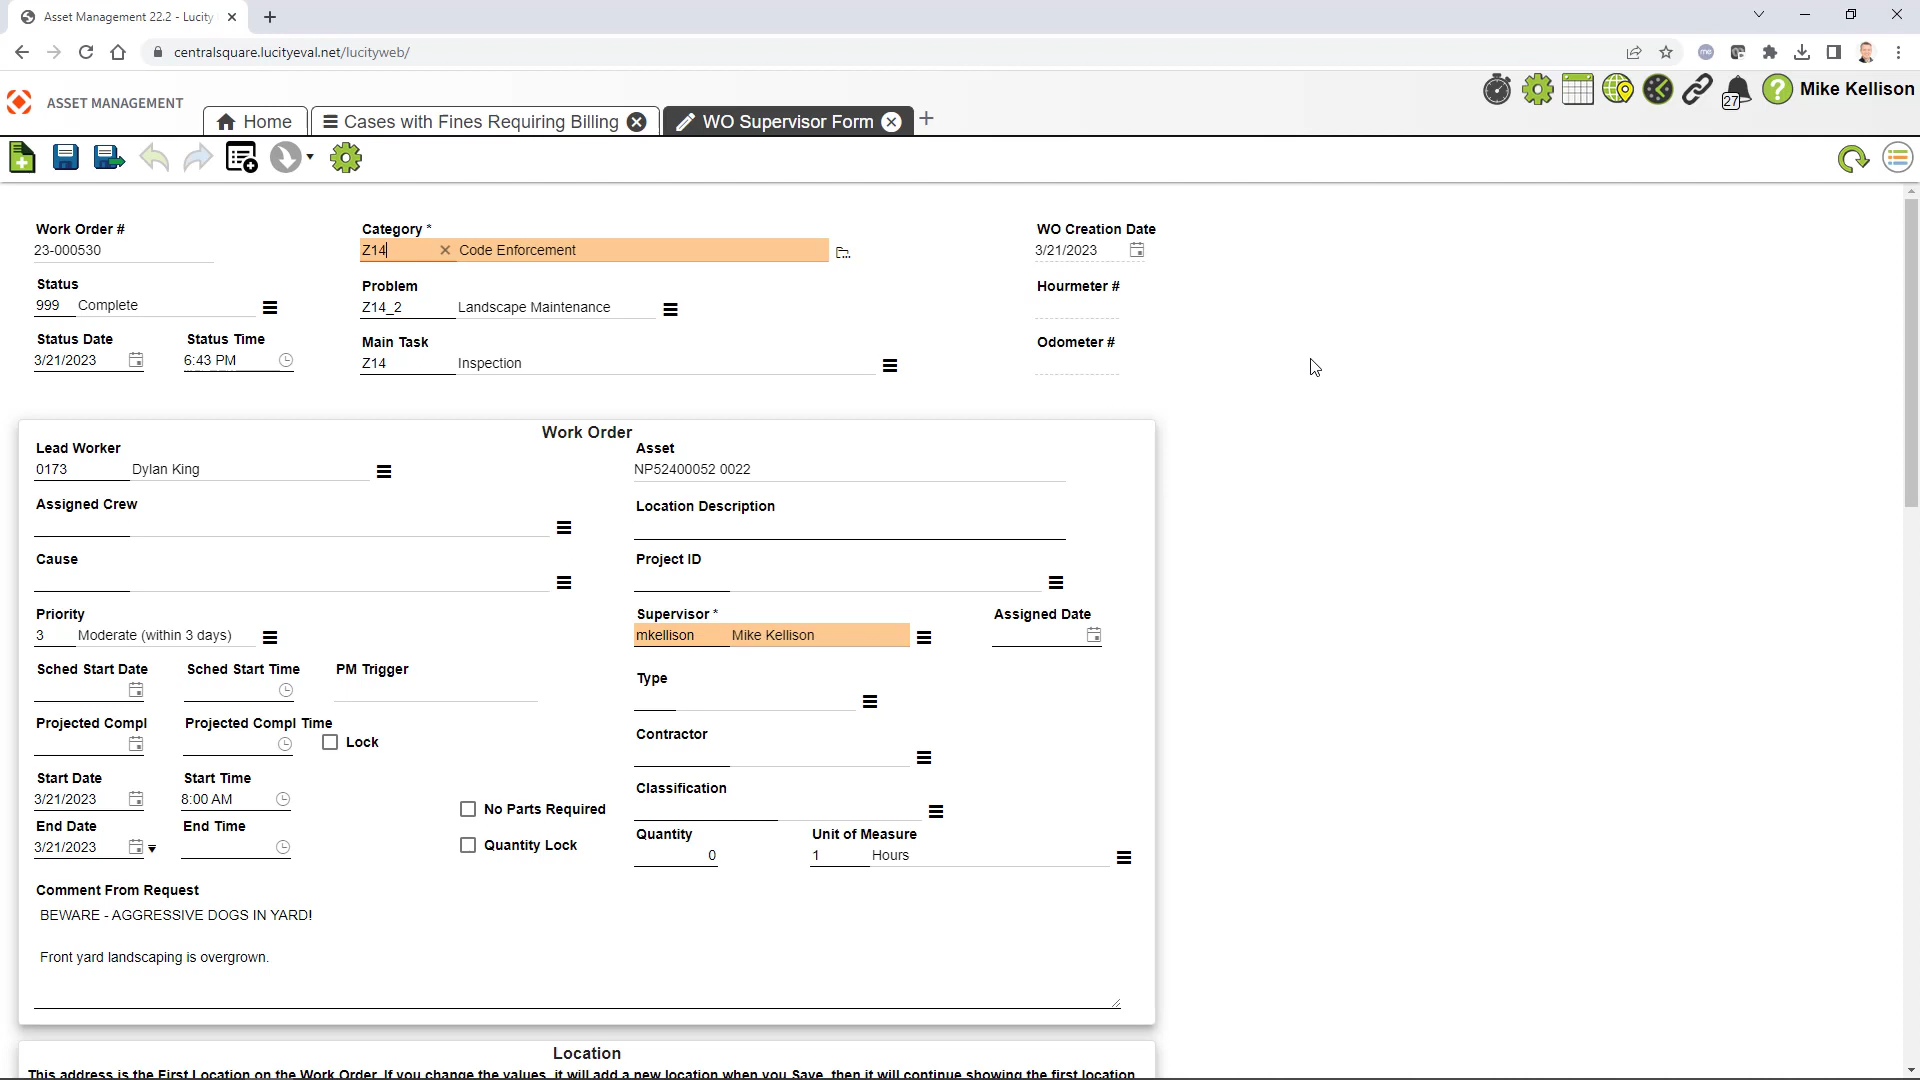 Asset Management 22.2 - Lucity
centralsquare.lucityeval.net/lucityweb/
ASSET MANAGEMENT
Home
Cases with Fines Requiring Billing
WO Supervisor Form
27
Mike Kellison
Work Order #
23-000530
Category *
Z14 Code Enforcement
WO Creation Date
3/21/2023
Status
999 Complete
Problem
Z14_2 Landscape Maintenance
Hourmeter #
Status Date
3/21/2023
Status Time
6:43 PM
Main Task
Z14 Inspection
Odometer #
Work Order
Lead Worker
0173 Dylan King
Asset
NP52400052 0022
Assigned Crew
Location Description
Cause
Project ID
Priority
3 Moderate (within 3 days)
Supervisor *
mkellison Mike Kellison
Assigned Date
Sched Start Date
Sched Start Time
PM Trigger
Type
Projected Compl
Projected Compl Time
Lock
Contractor
Start Date
3/21/2023
Start Time
8:00 AM
No Parts Required
Classification
End Date
3/21/2023
End Time
Quantity Lock
Quantity
0
Unit of Measure
1 Hours
Comment From Request
BEWARE - AGGRESSIVE DOGS IN YARD!
Front yard landscaping is overgrown.
Location
This address is the First Location on the Work Order. If you change the values, it will add a new location when you Save, then it will continue showing the first location